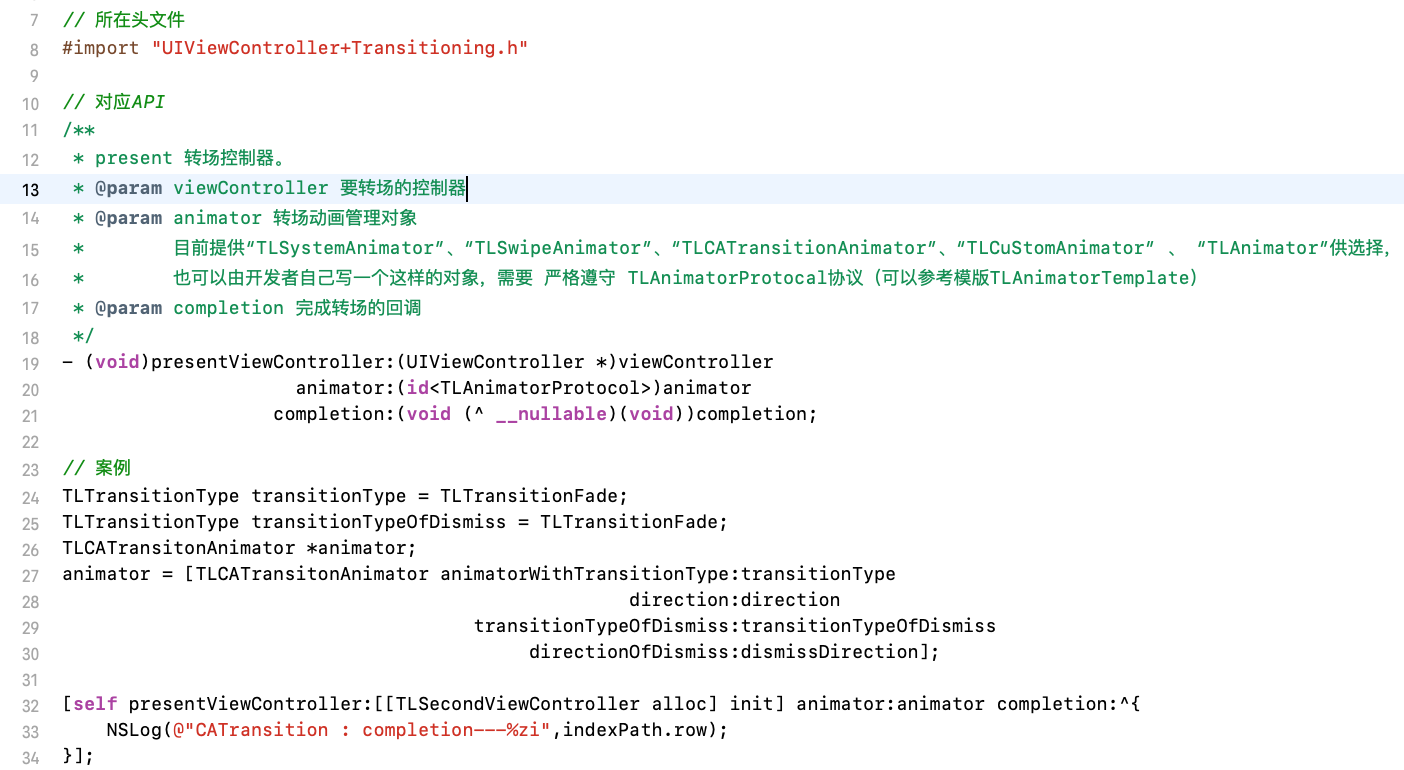 7 // 所在头文件
8 #import "UIViewController+Transitioning.h"
9
10 // 对应API
11 /**
12  * present 转场控制器。
13  * @param viewController 要转场的控制器
14  * @param animator 转场动画管理对象
15  *        目前提供“TLSystemAnimator”、“TLSwipeAnimator”、“TLCATransitionAnimator”、“TLCuStomAnimator” 、 “TLAnimator”供选择，
16  *        也可以由开发者自己写一个这样的对象，需要 严格遵守 TLAnimatorProtocal协议（可以参考模版TLAnimatorTemplate）
17  * @param completion 完成转场的回调
18  */
19 - (void)presentViewController:(UIViewController *)viewController
20                      animator:(id<TLAnimatorProtocol>)animator
21                    completion:(void (^ __nullable)(void))completion;
22
23 // 案例
24 TLTransitionType transitionType = TLTransitionFade;
25 TLTransitionType transitionTypeOfDismiss = TLTransitionFade;
26 TLCATransitonAnimator *animator;
27 animator = [TLCATransitonAnimator animatorWithTransitionType:transitionType
28                                                    direction:direction
29                                      transitionTypeOfDismiss:transitionTypeOfDismiss
30                                           directionOfDismiss:dismissDirection];
31
32 [self presentViewController:[[TLSecondViewController alloc] init] animator:animator completion:^{
33     NSLog(@"CATransition : completion---%zi",indexPath.row);
34 }];